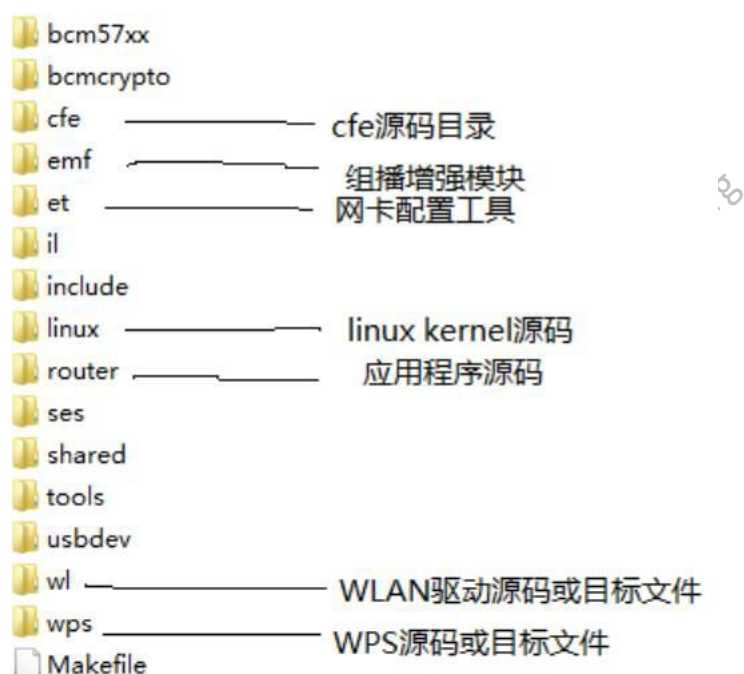 bcm57xx
bcmcrypto
cfe cfe源码目录
emf 组播增强模块
et 网卡配置工具
il
include
linux linux kernel源码
router 应用程序源码
ses
shared
tools
usbdev
wl WLAN驱动源码或目标文件
wps WPS源码或目标文件
Makefile